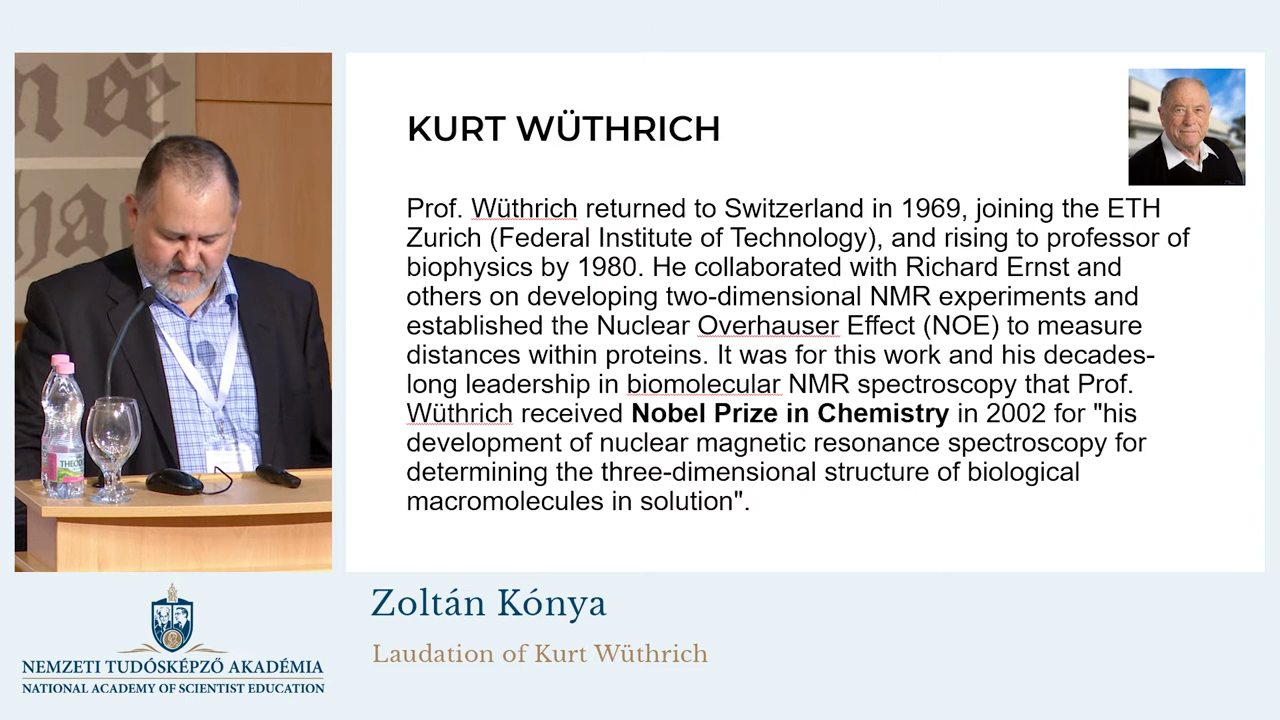 KURT WÜTHRICH
Prof. Wüthrich returned to Switzerland in 1969, joining the ETH
Zurich (Federal Institute of Technology), and rising to professor of
biophysics by 1980. He collaborated with Richard Ernst and
others on developing two-dimensional NMR experiments and
established the Nuclear Overhauser Effect (NOE) to measure
distances within proteins. It was for this work and his decades-
long leadership in biomolecular NMR spectroscopy that Prof.
Wüthrich received Nobel Prize in Chemistry in 2002 for "his
development of nuclear magnetic resonance spectroscopy for
determining the three-dimensional structure of biological
macromolecules in solution".
THEODORA
Zoltán Kónya
Laudation of Kurt Wüthrich
NEMZETI TUDÓSKÉPZŐ AKADÉMIA
NATIONAL ACADEMY OF SCIENTIST EDUCATION